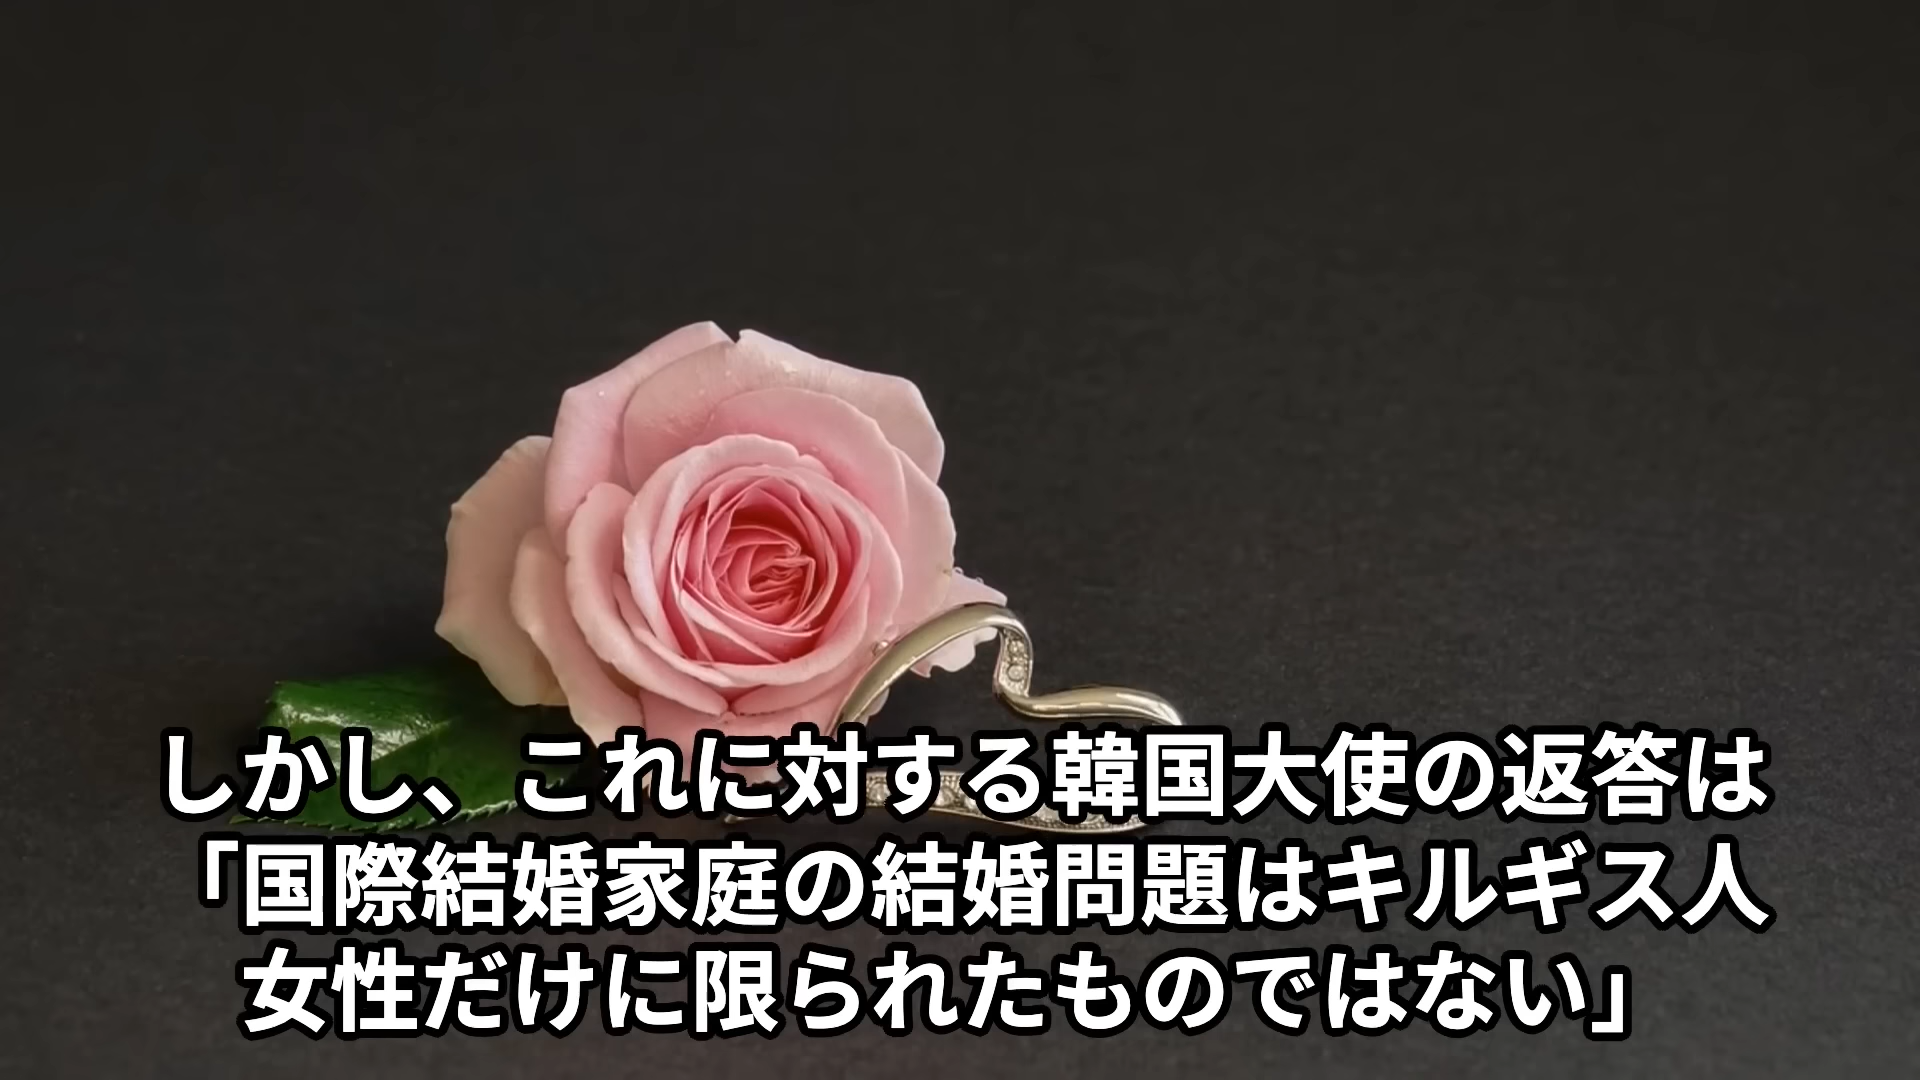 しかし、これに対する韓国大使の返答は
「国際結婚家庭の結婚問題はキルギス人
女性だけに限られたものではない」